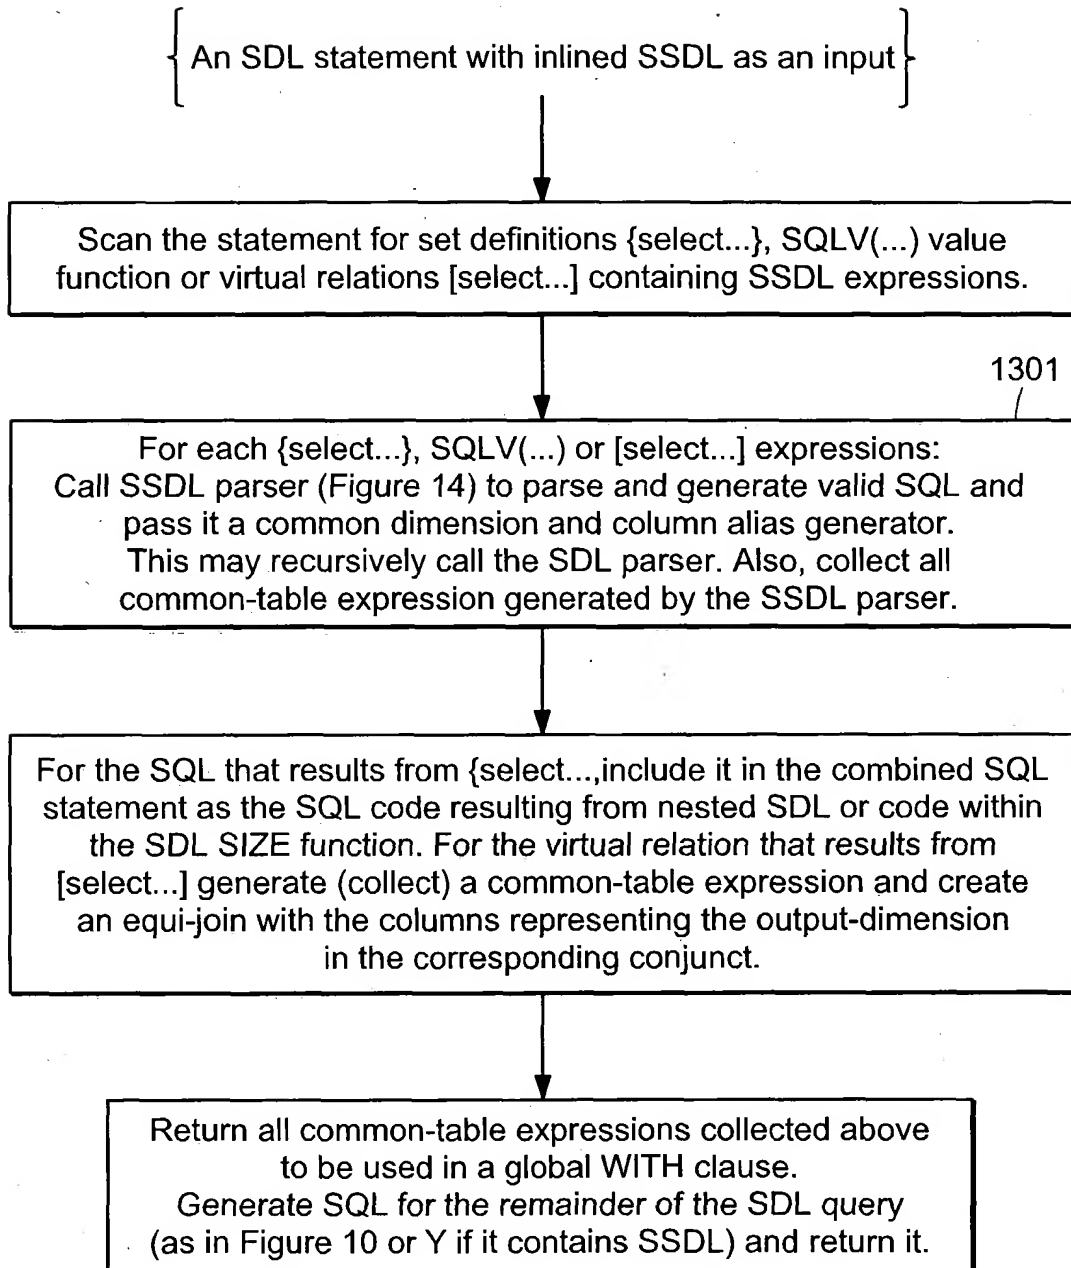 { An SDL statement with inlined SSDL as an input }
Scan the statement for set definitions {select...}, SQLV(...) value
function or virtual relations [select...] containing SSDL expressions.
1301
For each {select...}, SQLV(...) or [select...] expressions:
Call SSDL parser (Figure 14) to parse and generate valid SQL and
pass it a common dimension and column alias generator.
This may recursively call the SDL parser. Also, collect all
common-table expression generated by the SSDL parser.
For the SQL that results from {select...,include it in the combined SQL
statement as the SQL code resulting from nested SDL or code within
the SDL SIZE function. For the virtual relation that results from
[select...] generate (collect) a common-table expression and create
an equi-join with the columns representing the output-dimension
in the corresponding conjunct.
Return all common-table expressions collected above
to be used in a global WITH clause.
Generate SQL for the remainder of the SDL query
(as in Figure 10 or Y if it contains SSDL) and return it.